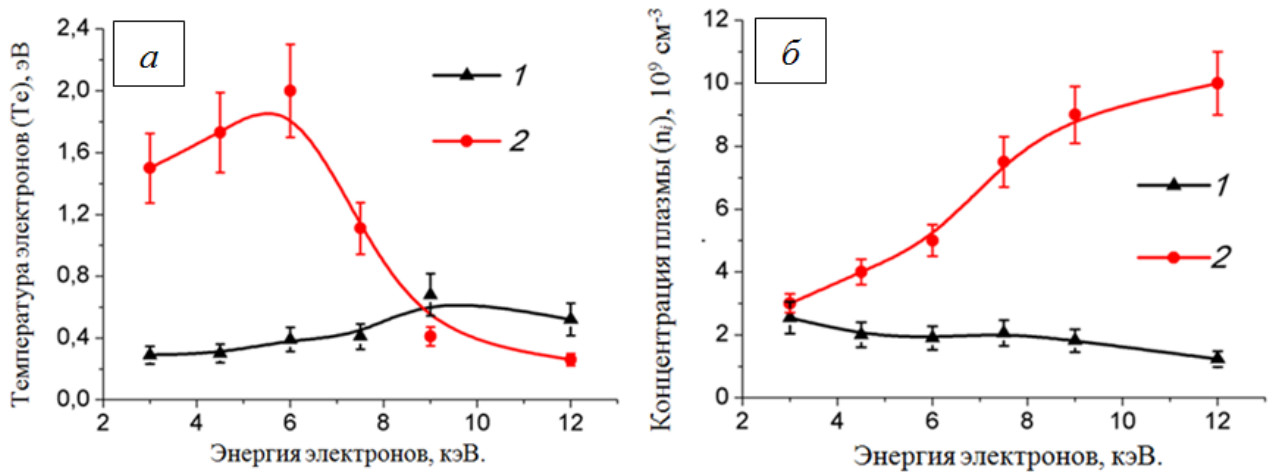 Температура электронов (Te), эВ
2,4
2,0
1,6
1,2
0,8
0,4
0,0
а
1
2
2 4 6 8 10 12
Энергия электронов, кэВ.
Концентрация плазмы (nᵢ), 10⁹ см⁻³
12
10
8
6
4
2
0
б
1
2
2 4 6 8 10 12
Энергия электронов, кэВ.